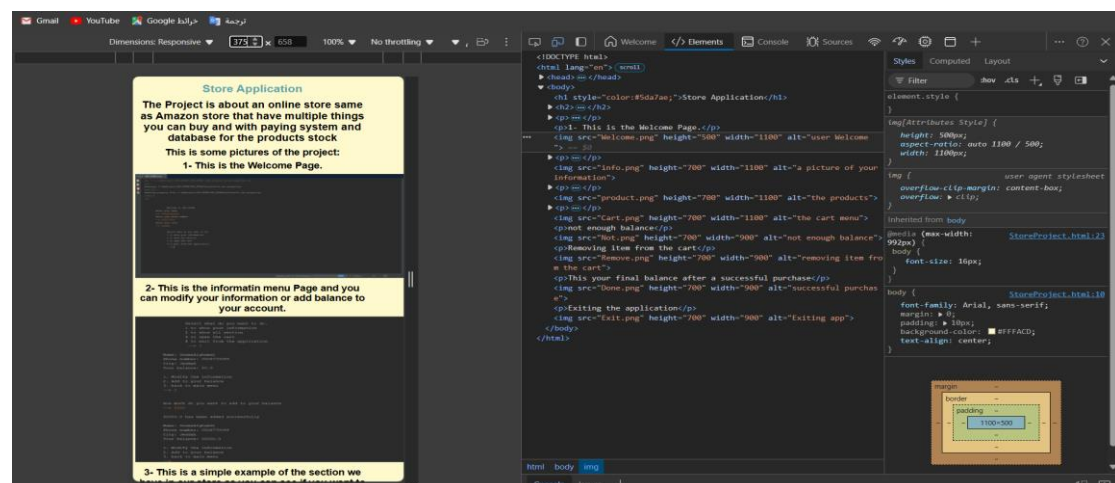 Gmail YouTube خرائط Google ترجمة
Dimensions: Responsive 375 × 658 100% No throttling
Welcome </> Elements Console Sources
Store Application
The Project is about an online store same
as Amazon store that have multiple things
you can buy and with paying system and
database for the products stock
This is some pictures of the project:
1- This is the Welcome Page.
2- This is the informatin menu Page and you
can modify your information or add balance to
your account.
3- This is a simple example of the section we
<!DOCTYPE html>
<html lang="en"> scroll
<head> </head>
<body>
<h1 style="color:#5da7ae;">Store Application</h1>
<h2> </h2>
<p> </p>
<p>1- This is the Welcome Page.</p>
<img src="Welcome.png" height="500" width="1100" alt="user Welcome
"> == $0
<p> </p>
<img src="info.png" height="700" width="1100" alt="a picture of your
information">
<p> </p>
<img src="product.png" height="700" width="1100" alt="the products">
<p> </p>
<img src="Cart.png" height="700" width="1100" alt="the cart menu">
<p>not enough balance</p>
<img src="Not.png" height="700" width="900" alt="not enough balance">
<p>Removing item from the cart</p>
<img src="Remove.png" height="700" width="900" alt="removing item fro
m the cart">
<p>This your final balance after a successful purchase</p>
<img src="Done.png" height="700" width="900" alt="successful purchas
e">
<p>Exiting the application</p>
<img src="Exit.png" height="700" width="900" alt="Exiting app">
</body>
</html>
html body img
Styles Computed Layout
Filter :hov .cls
element.style {
}
img[Attributes Style] {
height: 500px;
aspect-ratio: auto 1100 / 500;
width: 1100px;
}
img { user agent stylesheet
overflow-clip-margin: content-box;
overflow: clip;
}
Inherited from body
@media (max-width: StoreProject.html:23
992px) {
body {
font-size: 16px;
}
}
body { StoreProject.html:10
font-family: Arial, sans-serif;
margin: 0;
padding: 10px;
background-color: #FFFACD;
text-align: center;
}
margin -
border -
padding -
1100×500